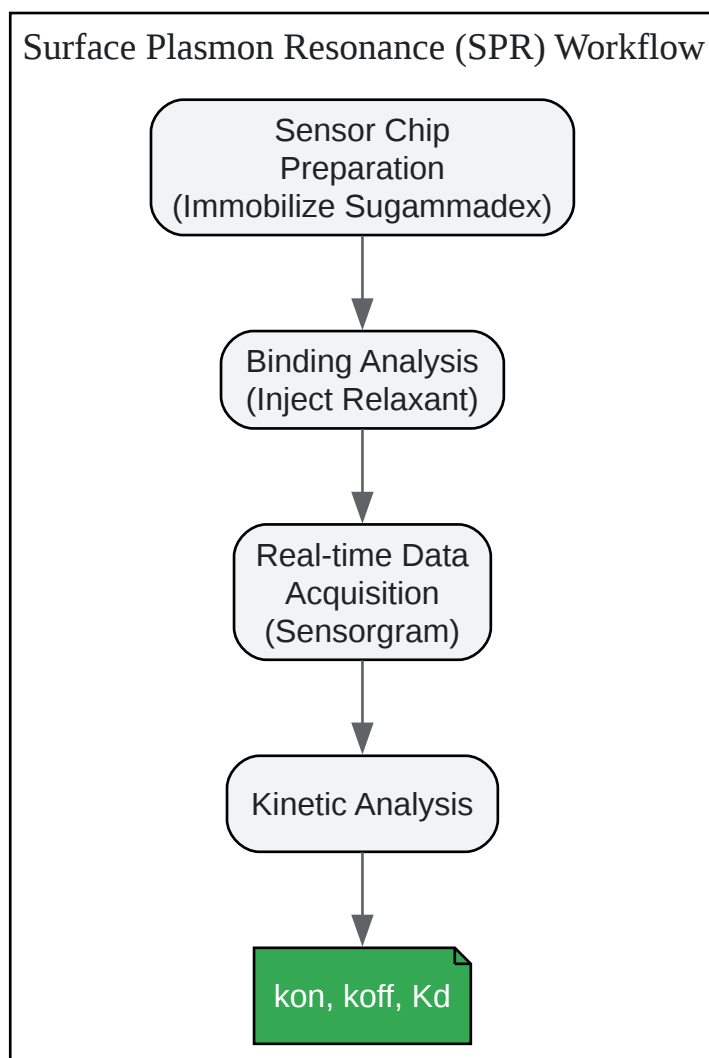 Surface Plasmon Resonance (SPR) Workflow
Sensor Chip
Preparation
(Immobilize Sugammadex)
Binding Analysis
(Inject Relaxant)
Real-time Data
Acquisition
(Sensorgram)
Kinetic Analysis
kon, koff, Kd